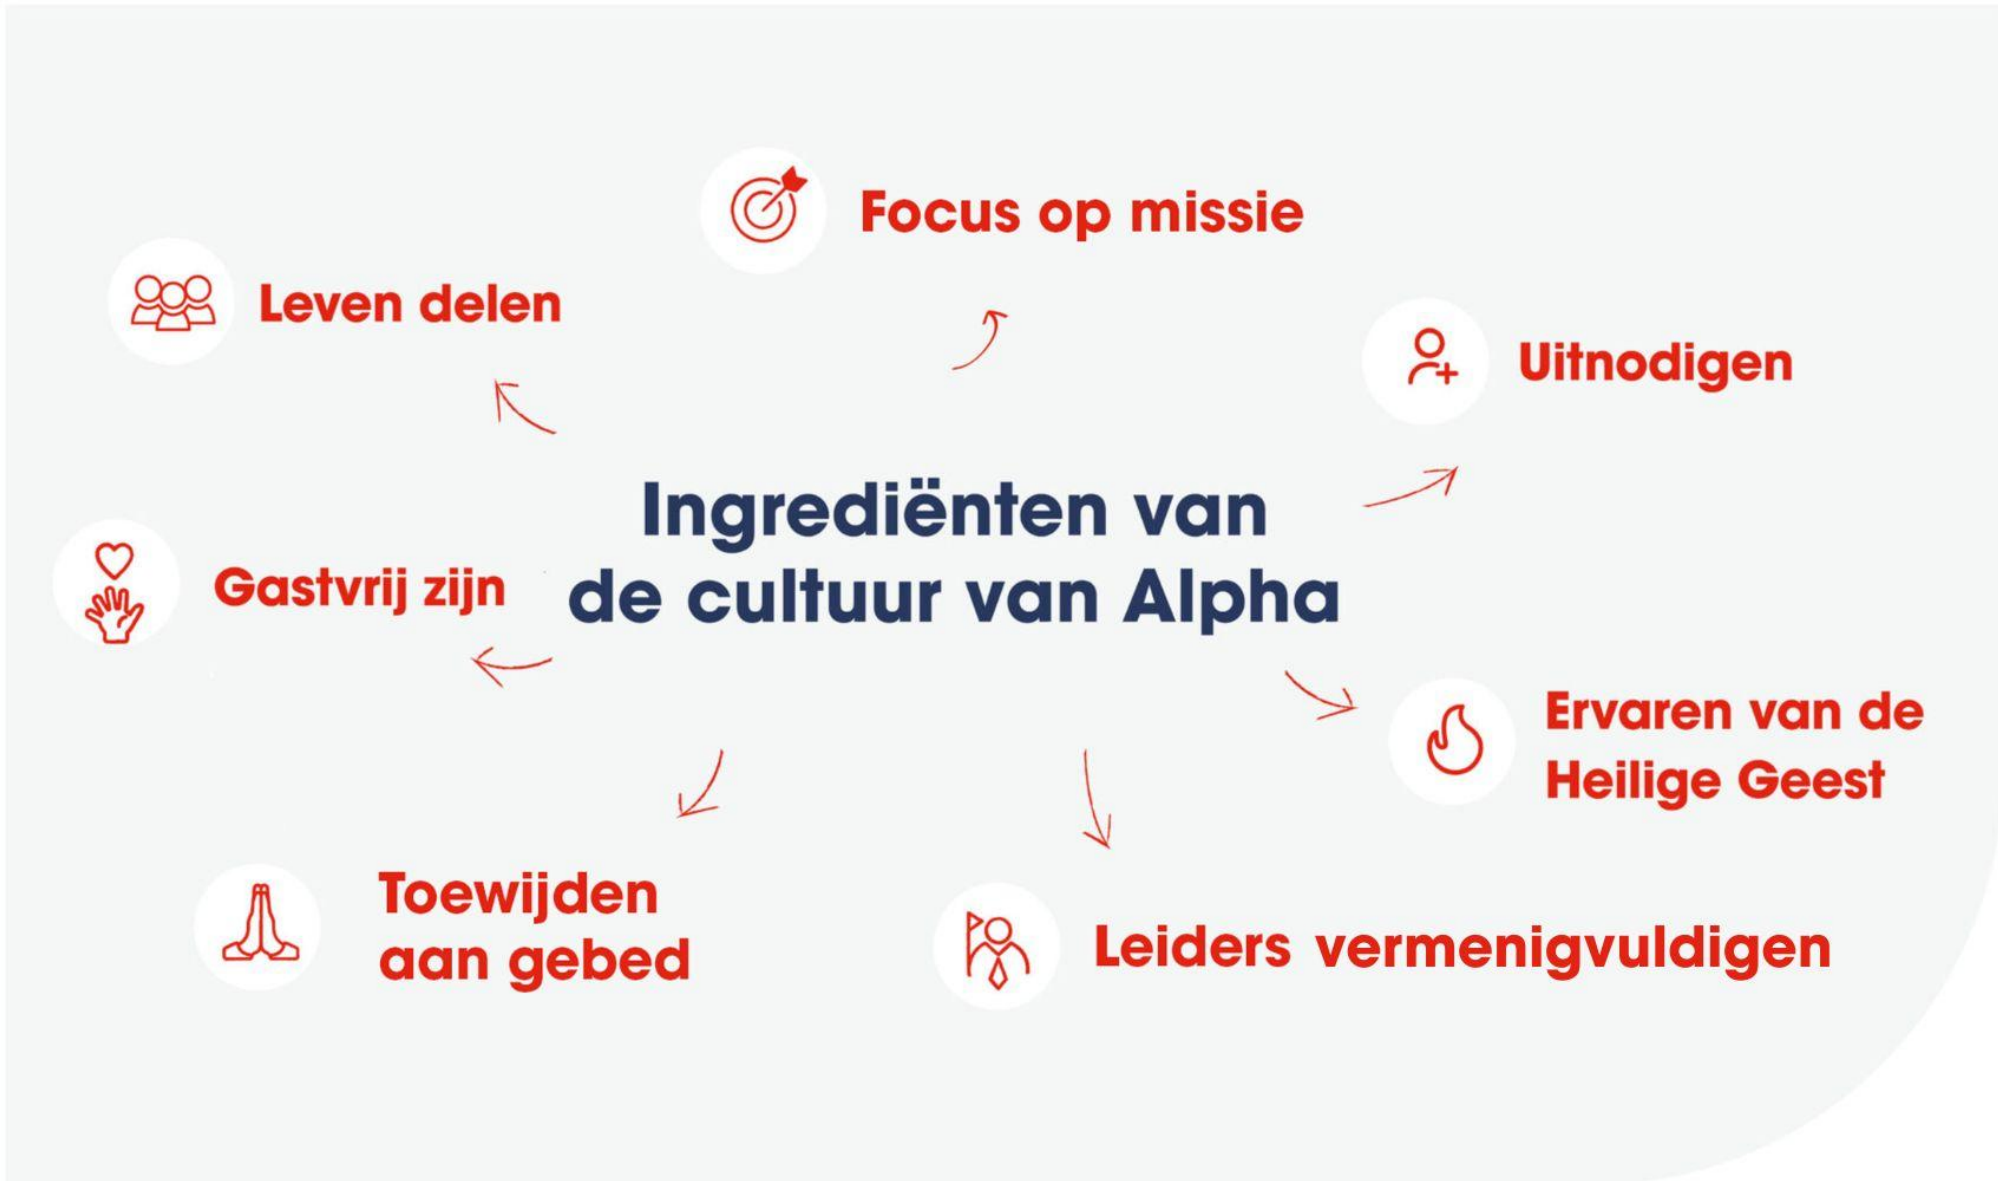 Focus op missie
Leven delen
Uitnodigen
Ingrediënten van
de cultuur van Alpha
Gastvrij zijn
Ervaren van de
Heilige Geest
Toewijden
aan gebed
Leiders vermenigvuldigen